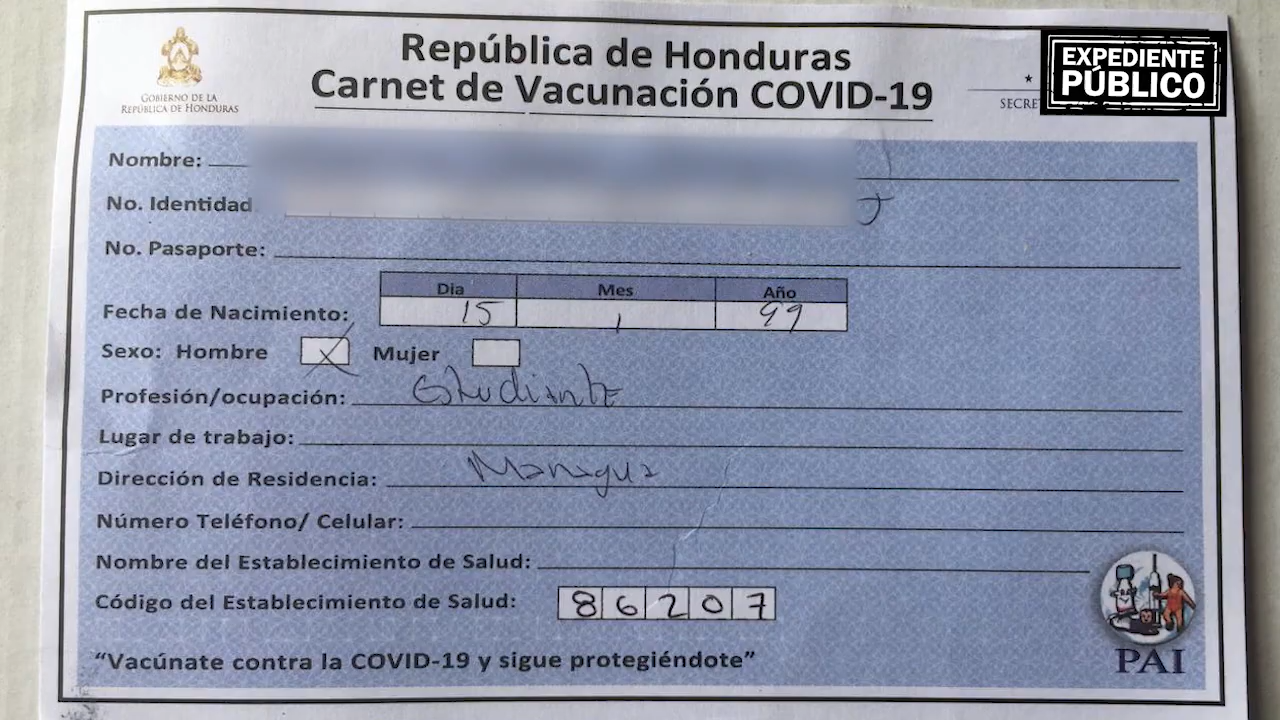 República de Honduras
Carnet de Vacunación COVID-19
GOBIERNO DE LA
REPÚBLICA DE HONDURAS
SECRE
EXPEDIENTE
PÚBLICO
Nombre:
No. Identidad
No. Pasaporte:
Dia Mes Año
Fecha de Nacimiento: 15 1 99
Sexo: Hombre X Mujer
Profesión/ocupación: Estudiante
Lugar de trabajo:
Dirección de Residencia: Managua
Número Teléfono/ Celular:
Nombre del Establecimiento de Salud:
Código del Establecimiento de Salud: 86207
“Vacúnate contra la COVID-19 y sigue protegiéndote”
PAI